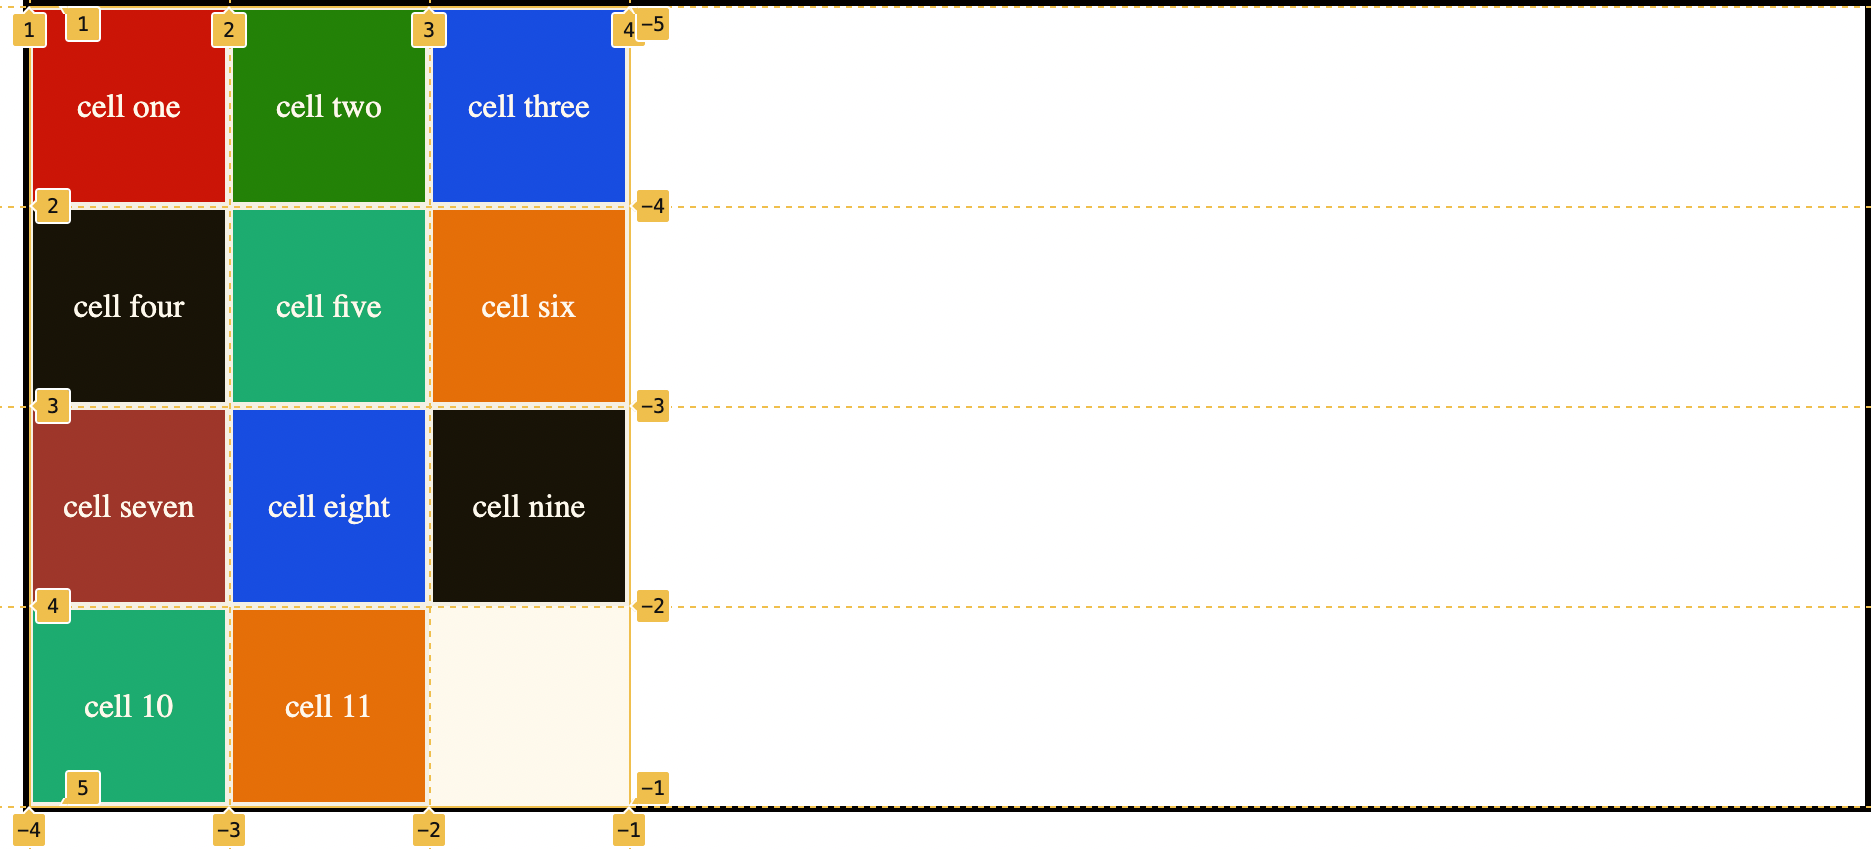 1 1 2 3 4 −5
cell one cell two cell three
2 −4
cell four cell five cell six
3 −3
cell seven cell eight cell nine
4 −2
cell 10 cell 11
5 −1
−4 −3 −2 −1